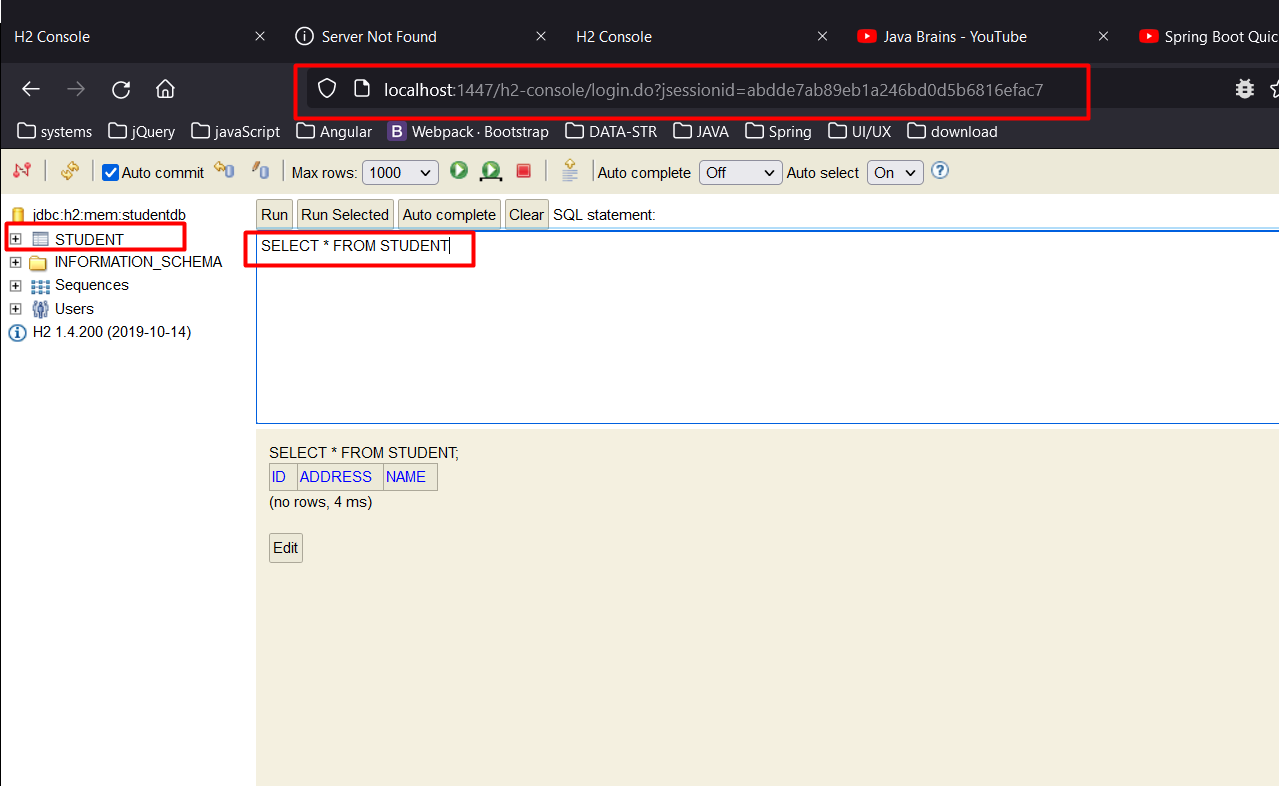 H2 Console
Server Not Found
H2 Console
Java Brains - YouTube
Spring Boot Quic
localhost:1447/h2-console/login.do?jsessionid=abdde7ab89eb1a246bd0d5b6816efac7
systems jQuery javaScript Angular B Webpack · Bootstrap DATA-STR JAVA Spring UI/UX download
Auto commit Max rows: 1000 Auto complete Off Auto select On ?
jdbc:h2:mem:studentdb
STUDENT
INFORMATION_SCHEMA
Sequences
Users
H2 1.4.200 (2019-10-14)
Run Run Selected Auto complete Clear SQL statement:
SELECT * FROM STUDENT
SELECT * FROM STUDENT;
ID ADDRESS NAME
(no rows, 4 ms)
Edit